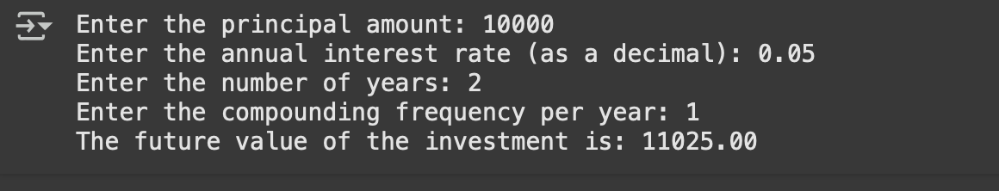 Enter the principal amount: 10000
Enter the annual interest rate (as a decimal): 0.05
Enter the number of years: 2
Enter the compounding frequency per year: 1
The future value of the investment is: 11025.00